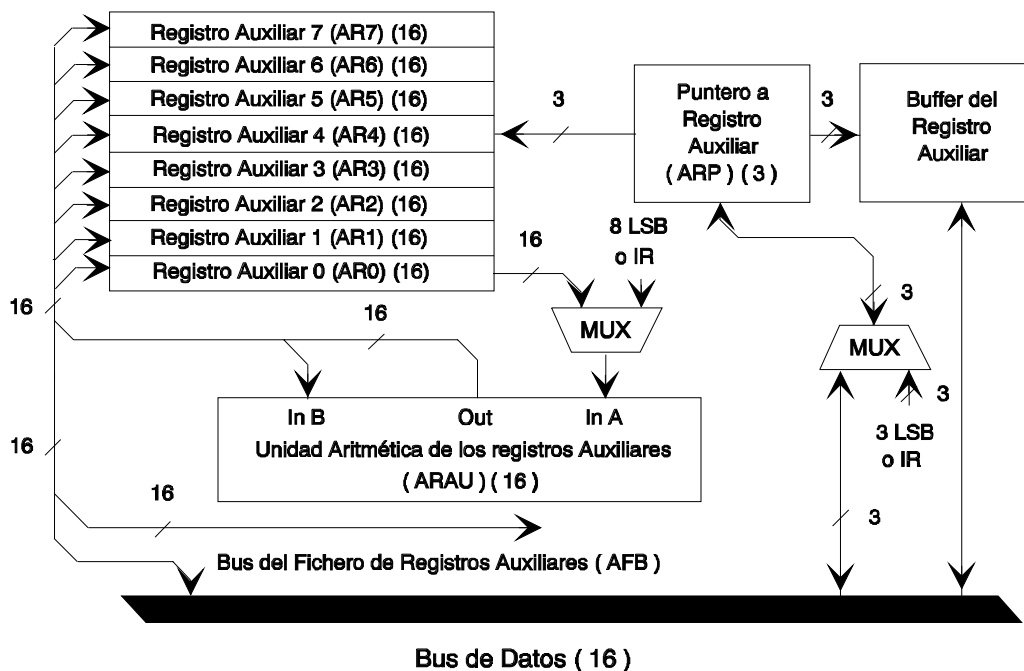 Registro Auxiliar 7 (AR7) (16)
Registro Auxiliar 6 (AR6) (16)
Registro Auxiliar 5 (AR5) (16)
Registro Auxiliar 4 (AR4) (16)
Registro Auxiliar 3 (AR3) (16)
Registro Auxiliar 2 (AR2) (16)
Registro Auxiliar 1 (AR1) (16)
Registro Auxiliar 0 (AR0) (16)
3
Puntero a
Registro
Auxiliar
( ARP ) ( 3 )
3
Buffer del
Registro
Auxiliar
16
8 LSB
o IR
MUX
3
MUX
3
3 LSB
o IR
16
16
In B
Out
In A
Unidad Aritmética de los registros Auxiliares
( ARAU ) ( 16 )
16
16
3
Bus del Fichero de Registros Auxiliares ( AFB )
Bus de Datos ( 16 )